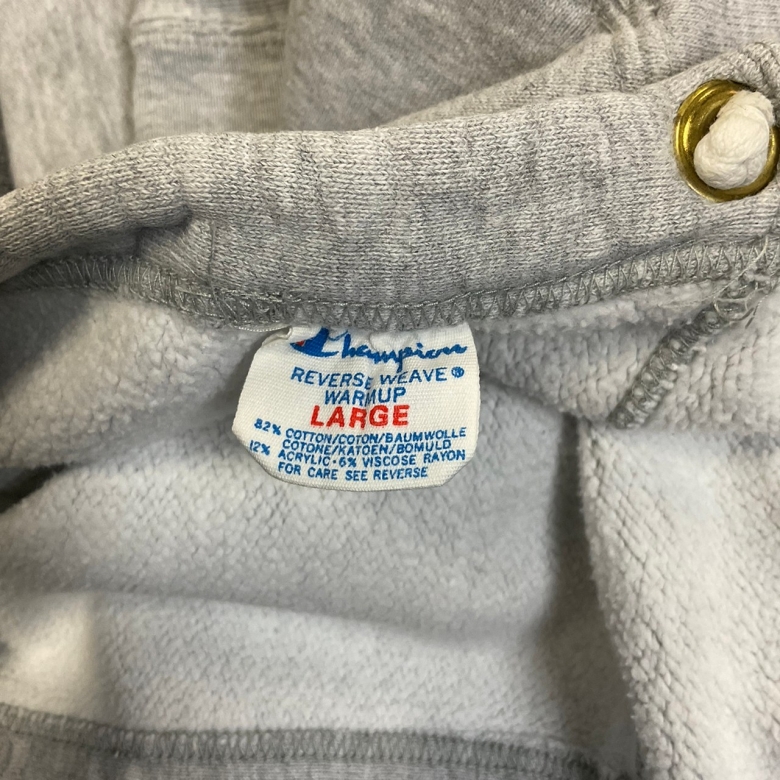 Champion
REVERSE WEAVE®
WARMUP
LARGE
82% COTTON/COTON/BAUMWOLLE
COTONE/KATOEN/BOMULD
12% ACRYLIC·6% VISCOSE RAYON
FOR CARE SEE REVERSE